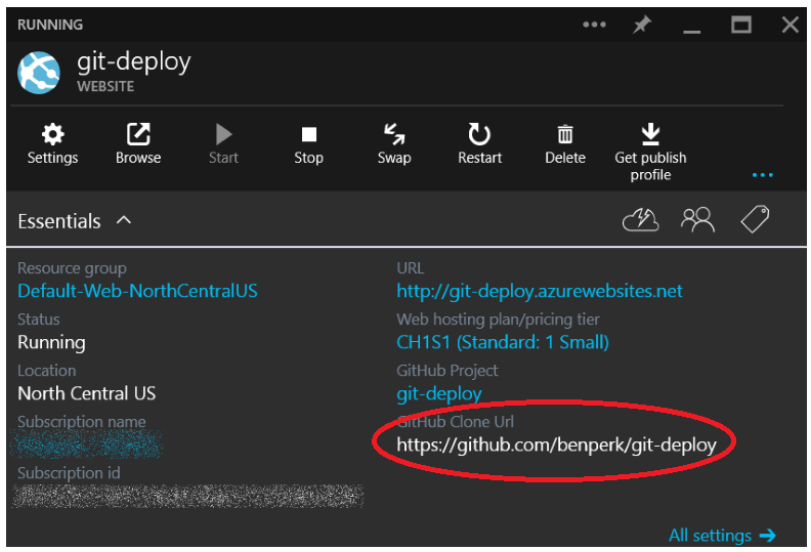 RUNNING
git-deploy
WEBSITE
Settings
Browse
Start
Stop
Swap
Restart
Delete
Get publish
profile
Essentials
Resource group
Default-Web-NorthCentralUS
Status
Running
Location
North Central US
Subscription name
Subscription id
URL
http://git-deploy.azurewebsites.net
Web hosting plan/pricing tier
CH1S1 (Standard: 1 Small)
GitHub Project
git-deploy
GitHub Clone Url
https://github.com/benperk/git-deploy
All settings